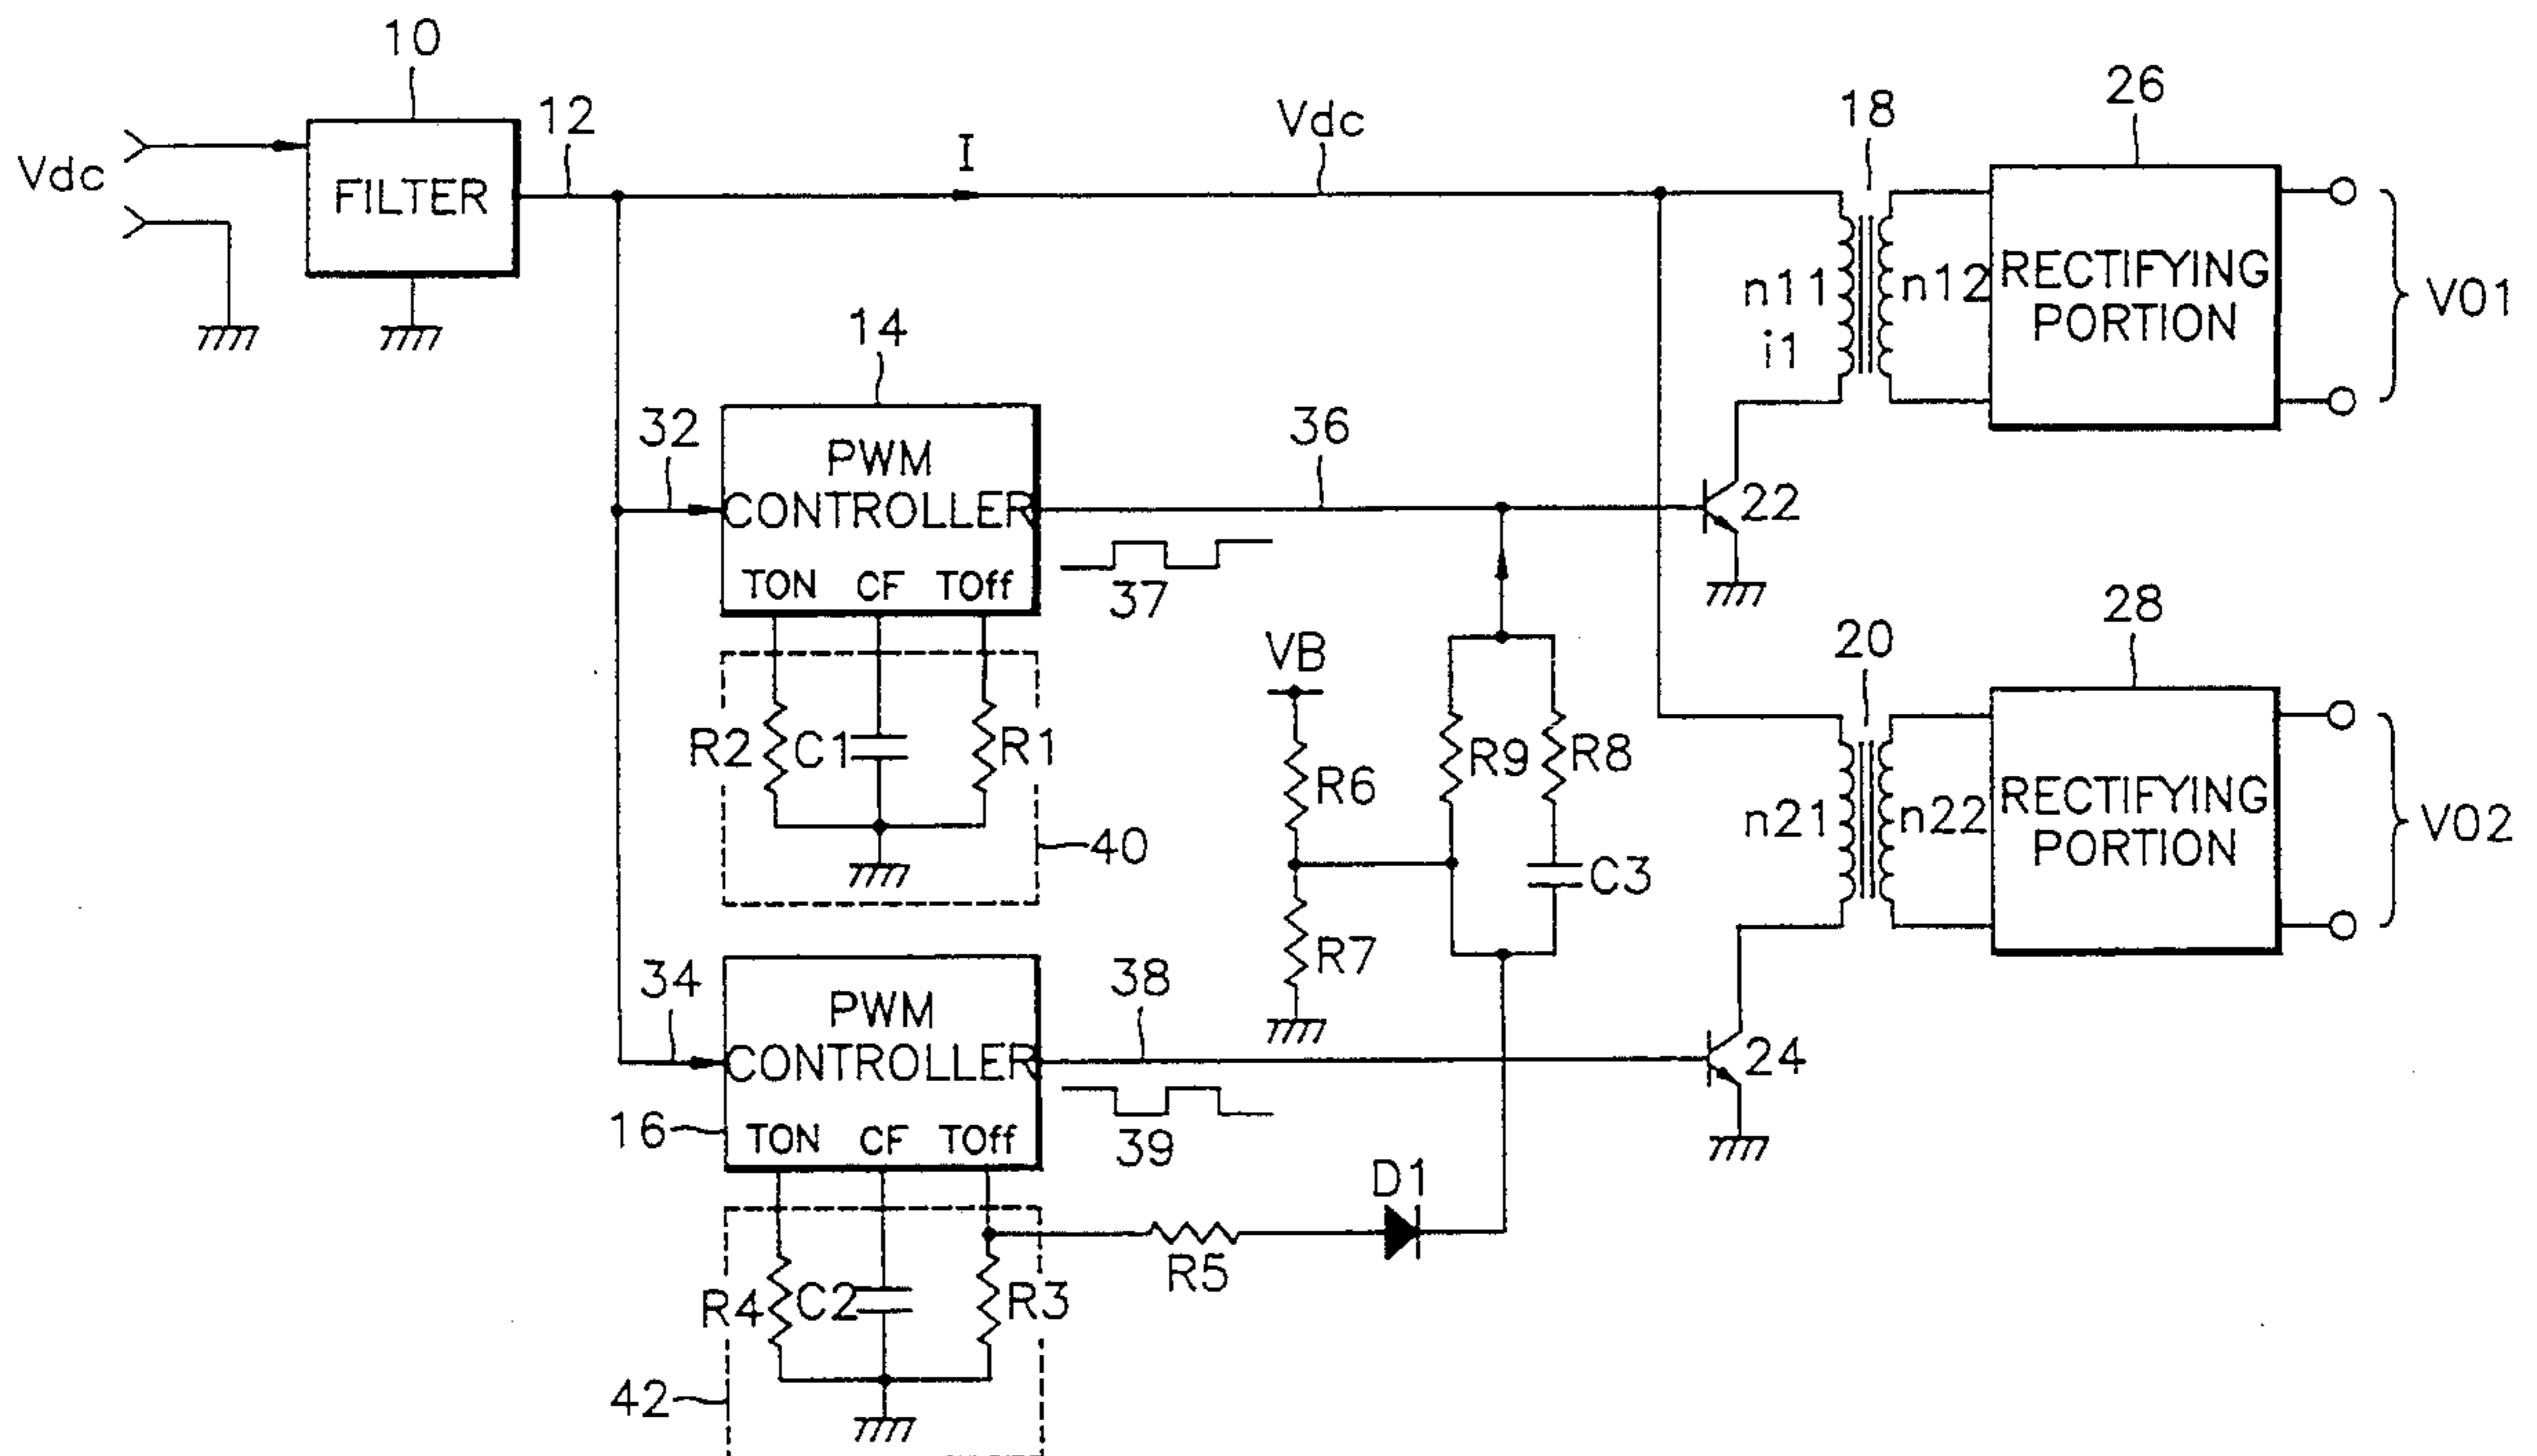 10
12
Vdc
FILTER
I
Vdc
18
26
n11
i1
n12
RECTIFYING
PORTION
VO1
14
32
PWM
CONTROLLER
TON CF TOff
36
37
22
R2
C1
R1
40
VB
R6
R7
R9
R8
C3
20
28
n21
n22
RECTIFYING
PORTION
VO2
34
PWM
CONTROLLER
16
TON CF TOff
38
39
24
D1
R5
R4
C2
R3
42